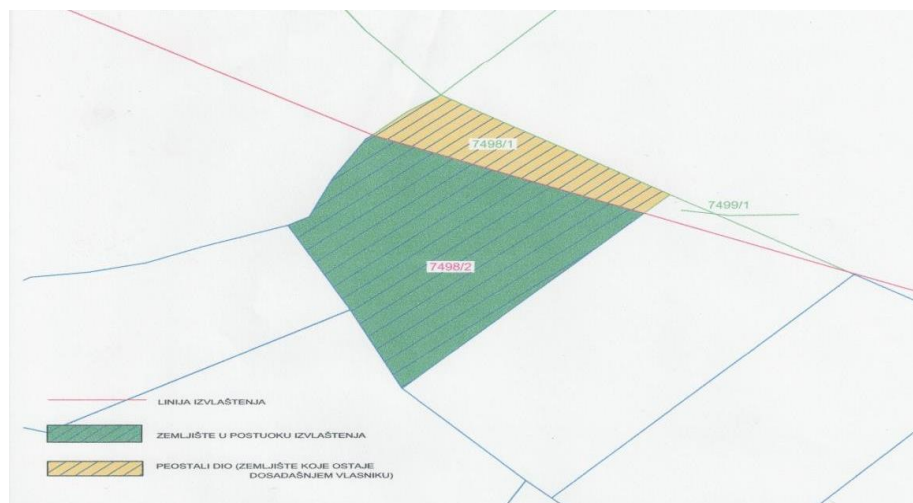 7498/1
7499/1
7498/2
LINIJA IZVLAŠTENJA
ZEMLJIŠTE U POSTUOKU IZVLAŠTENJA
PEOSTALI DIO (ZEMLJIŠTE KOJE OSTAJE
DOSADAŠNJEM VLASNIKU)